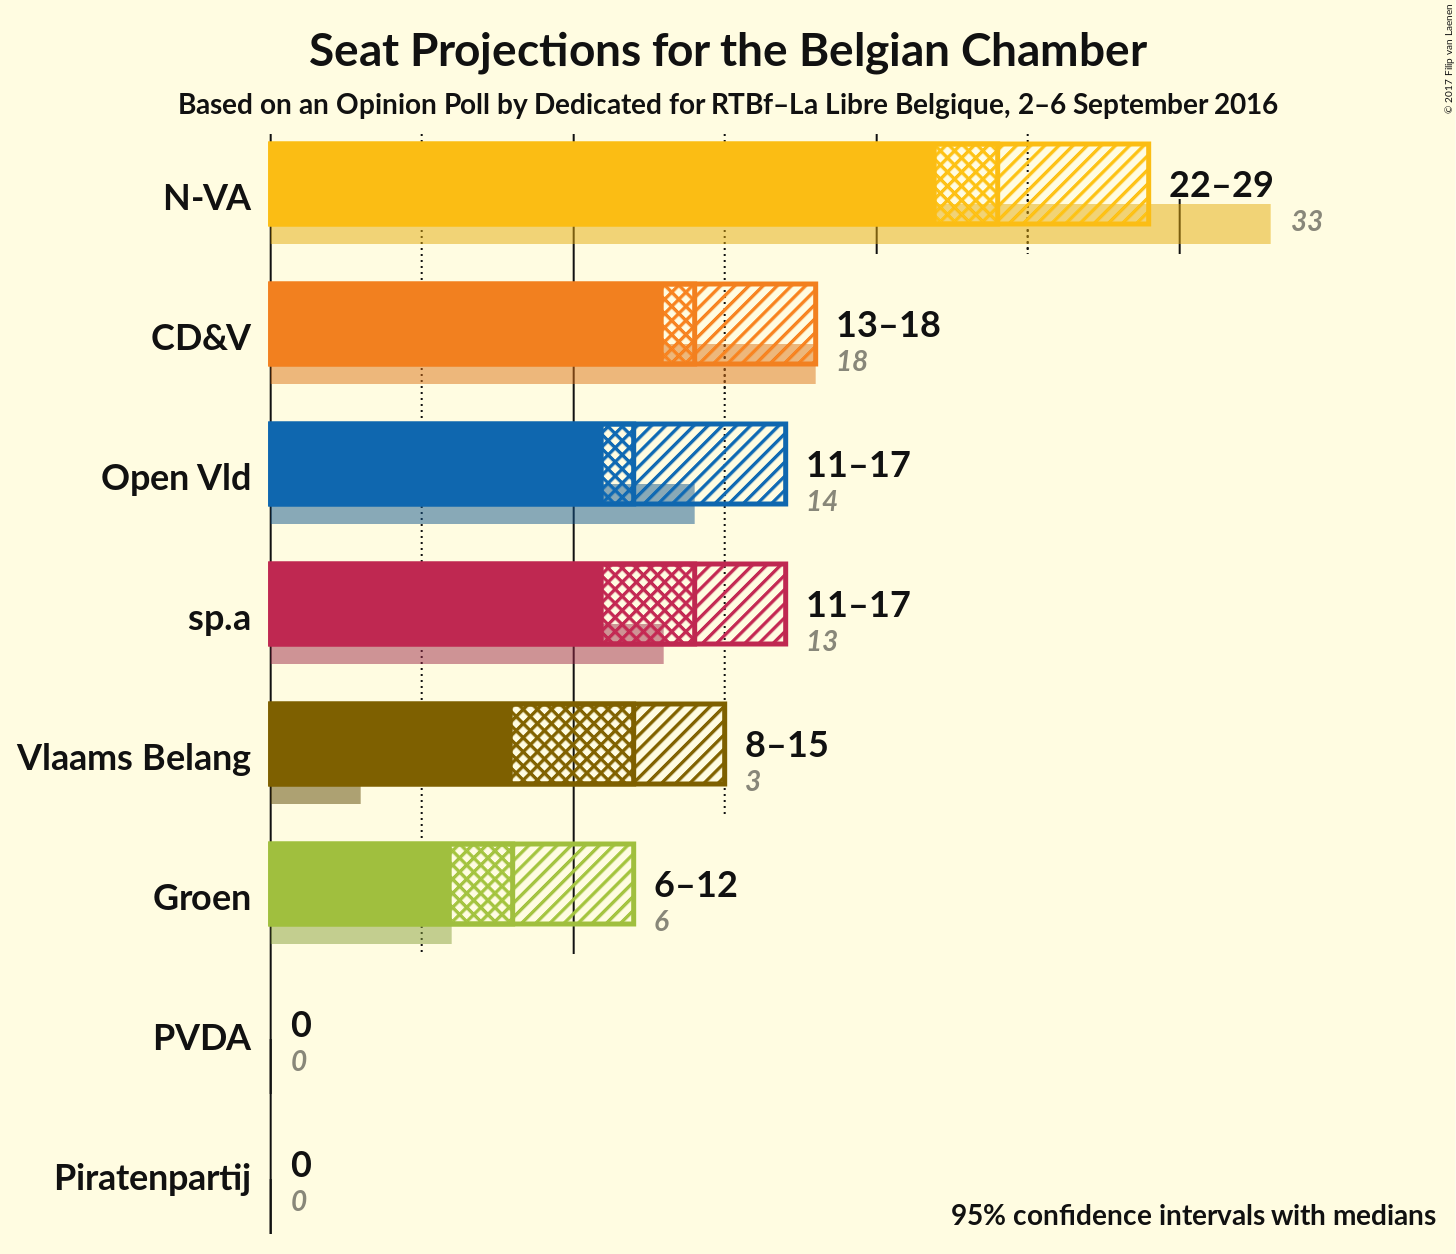 Seat Projections for the Belgian Chamber
Based on an Opinion Poll by Dedicated for RTBf–La Libre Belgique, 2–6 September 2016
© 2017 Filip van Laenen
N-VA
22–29
33
CD&V
13–18
18
Open Vld
11–17
14
sp.a
11–17
13
Vlaams Belang
8–15
3
Groen
6–12
6
PVDA
0
0
Piratenpartij
0
0
95% confidence intervals with medians